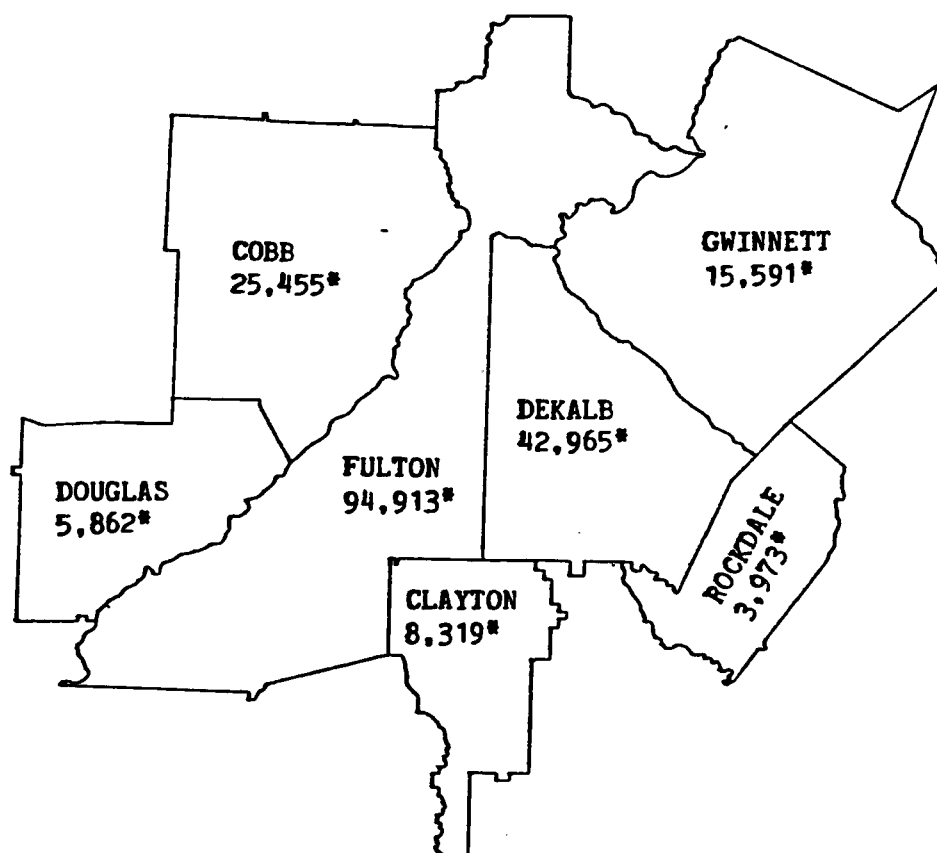 COBB
25,455*
GWINNETT
15,591*
DEKALB
42,965*
FULTON
94,913*
DOUGLAS
5,862*
ROCKDALE
3,973*
CLAYTON
8,319*